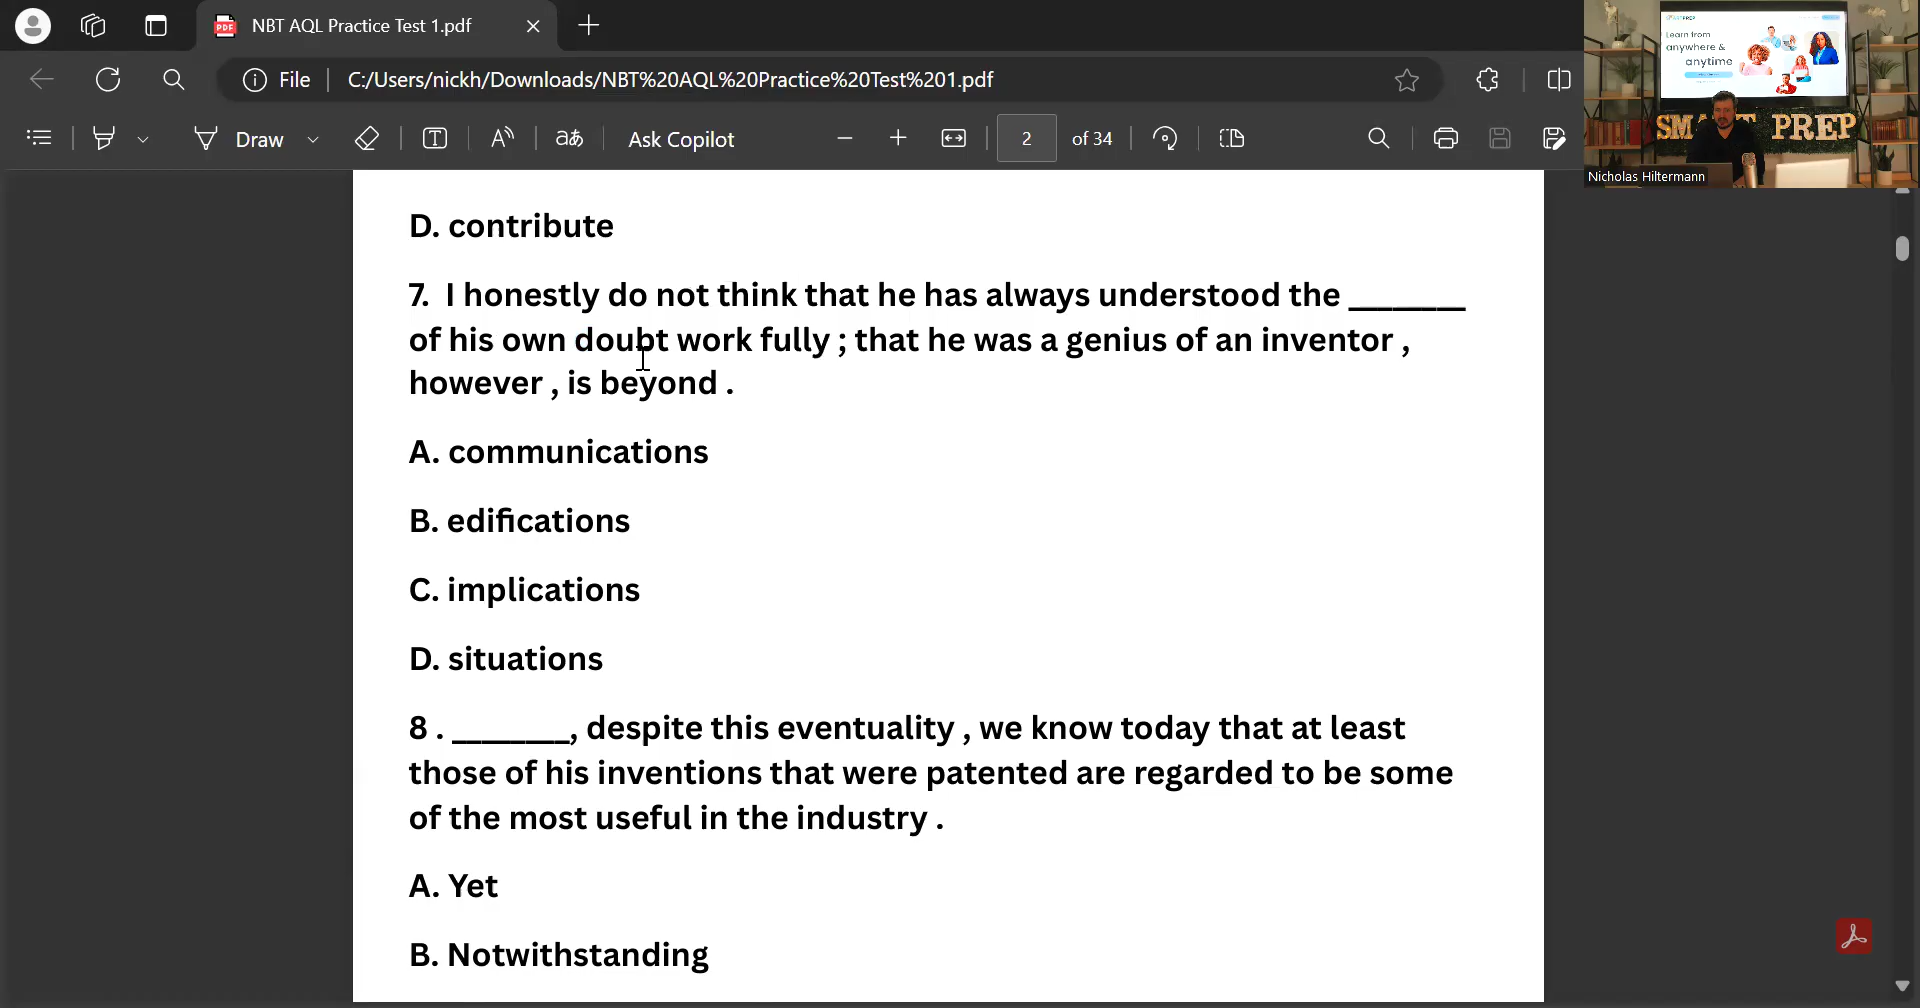 NBT AQL Practice Test 1.pdf
File
C:/Users/nickh/Downloads/NBT%20AQL%20Practice%20Test%201.pdf
Draw
Ask Copilot
2 of 34
PREP
Learn from
anywhere &
anytime
SMART PREP
Nicholas Hiltermann
D. contribute
7. I honestly do not think that he has always understood the ________
of his own doubt work fully ; that he was a genius of an inventor ,
however , is beyond .
A. communications
B. edifications
C. implications
D. situations
8 . ________, despite this eventuality , we know today that at least
those of his inventions that were patented are regarded to be some
of the most useful in the industry .
A. Yet
B. Notwithstanding